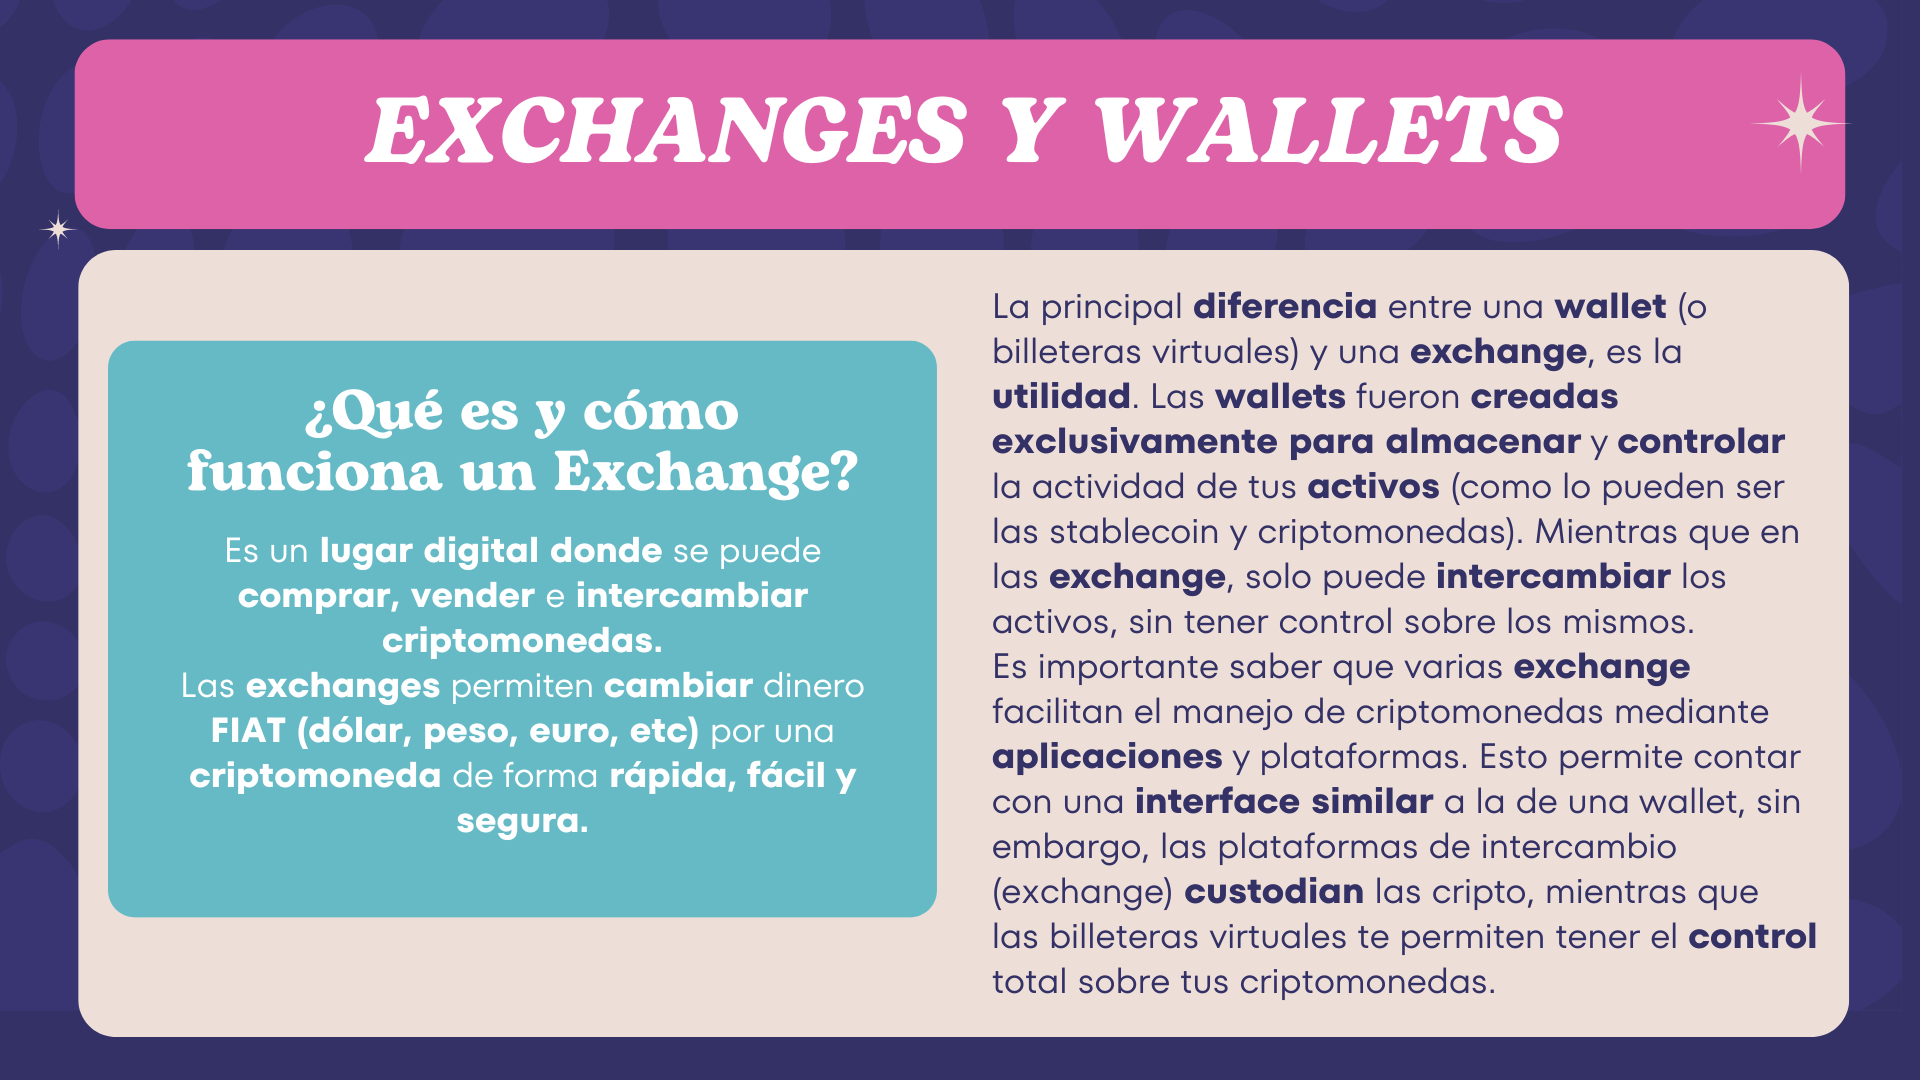 EXCHANGES Y WALLETS
¿Qué es y cómo
funciona un Exchange?
Es un lugar digital donde se puede
comprar, vender e intercambiar
criptomonedas.
Las exchanges permiten cambiar dinero
FIAT (dólar, peso, euro, etc) por una
criptomoneda de forma rápida, fácil y
segura.
La principal diferencia entre una wallet (o
billeteras virtuales) y una exchange, es la
utilidad. Las wallets fueron creadas
exclusivamente para almacenar y controlar
la actividad de tus activos (como lo pueden ser
las stablecoin y criptomonedas). Mientras que en
las exchange, solo puede intercambiar los
activos, sin tener control sobre los mismos.
Es importante saber que varias exchange
facilitan el manejo de criptomonedas mediante
aplicaciones y plataformas. Esto permite contar
con una interface similar a la de una wallet, sin
embargo, las plataformas de intercambio
(exchange) custodian las cripto, mientras que
las billeteras virtuales te permiten tener el control
total sobre tus criptomonedas.